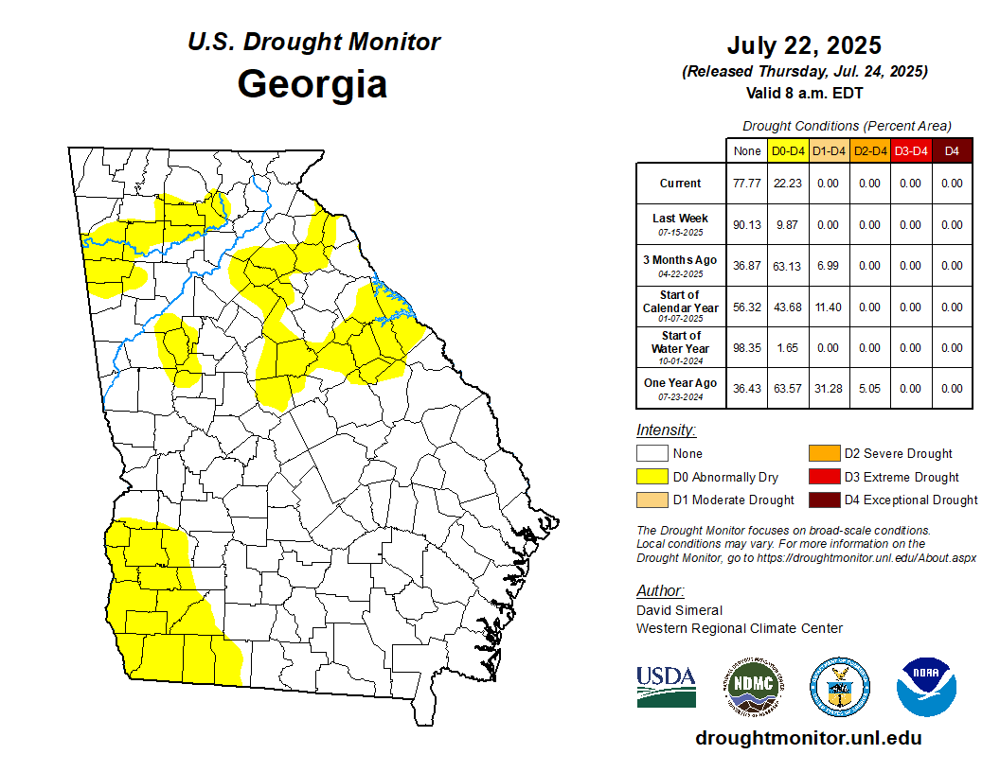 U.S. Drought Monitor
Georgia
July 22, 2025
(Released Thursday, Jul. 24, 2025)
Valid 8 a.m. EDT
Drought Conditions (Percent Area)
None D0-D4 D1-D4 D2-D4 D3-D4 D4
Current 77.77 22.23 0.00 0.00 0.00 0.00
Last Week
07-15-2025 90.13 9.87 0.00 0.00 0.00 0.00
3 Months Ago
04-22-2025 36.87 63.13 6.99 0.00 0.00 0.00
Start of
Calendar Year
01-07-2025 56.32 43.68 11.40 0.00 0.00 0.00
Start of
Water Year
10-01-2024 98.35 1.65 0.00 0.00 0.00 0.00
One Year Ago
07-23-2024 36.43 63.57 31.28 5.05 0.00 0.00
Intensity:
None
D0 Abnormally Dry
D1 Moderate Drought
D2 Severe Drought
D3 Extreme Drought
D4 Exceptional Drought
The Drought Monitor focuses on broad-scale conditions.
Local conditions may vary. For more information on the
Drought Monitor, go to https://droughtmonitor.unl.edu/About.aspx
Author:
David Simeral
Western Regional Climate Center
USDA
NDMC
NOAA
droughtmonitor.unl.edu